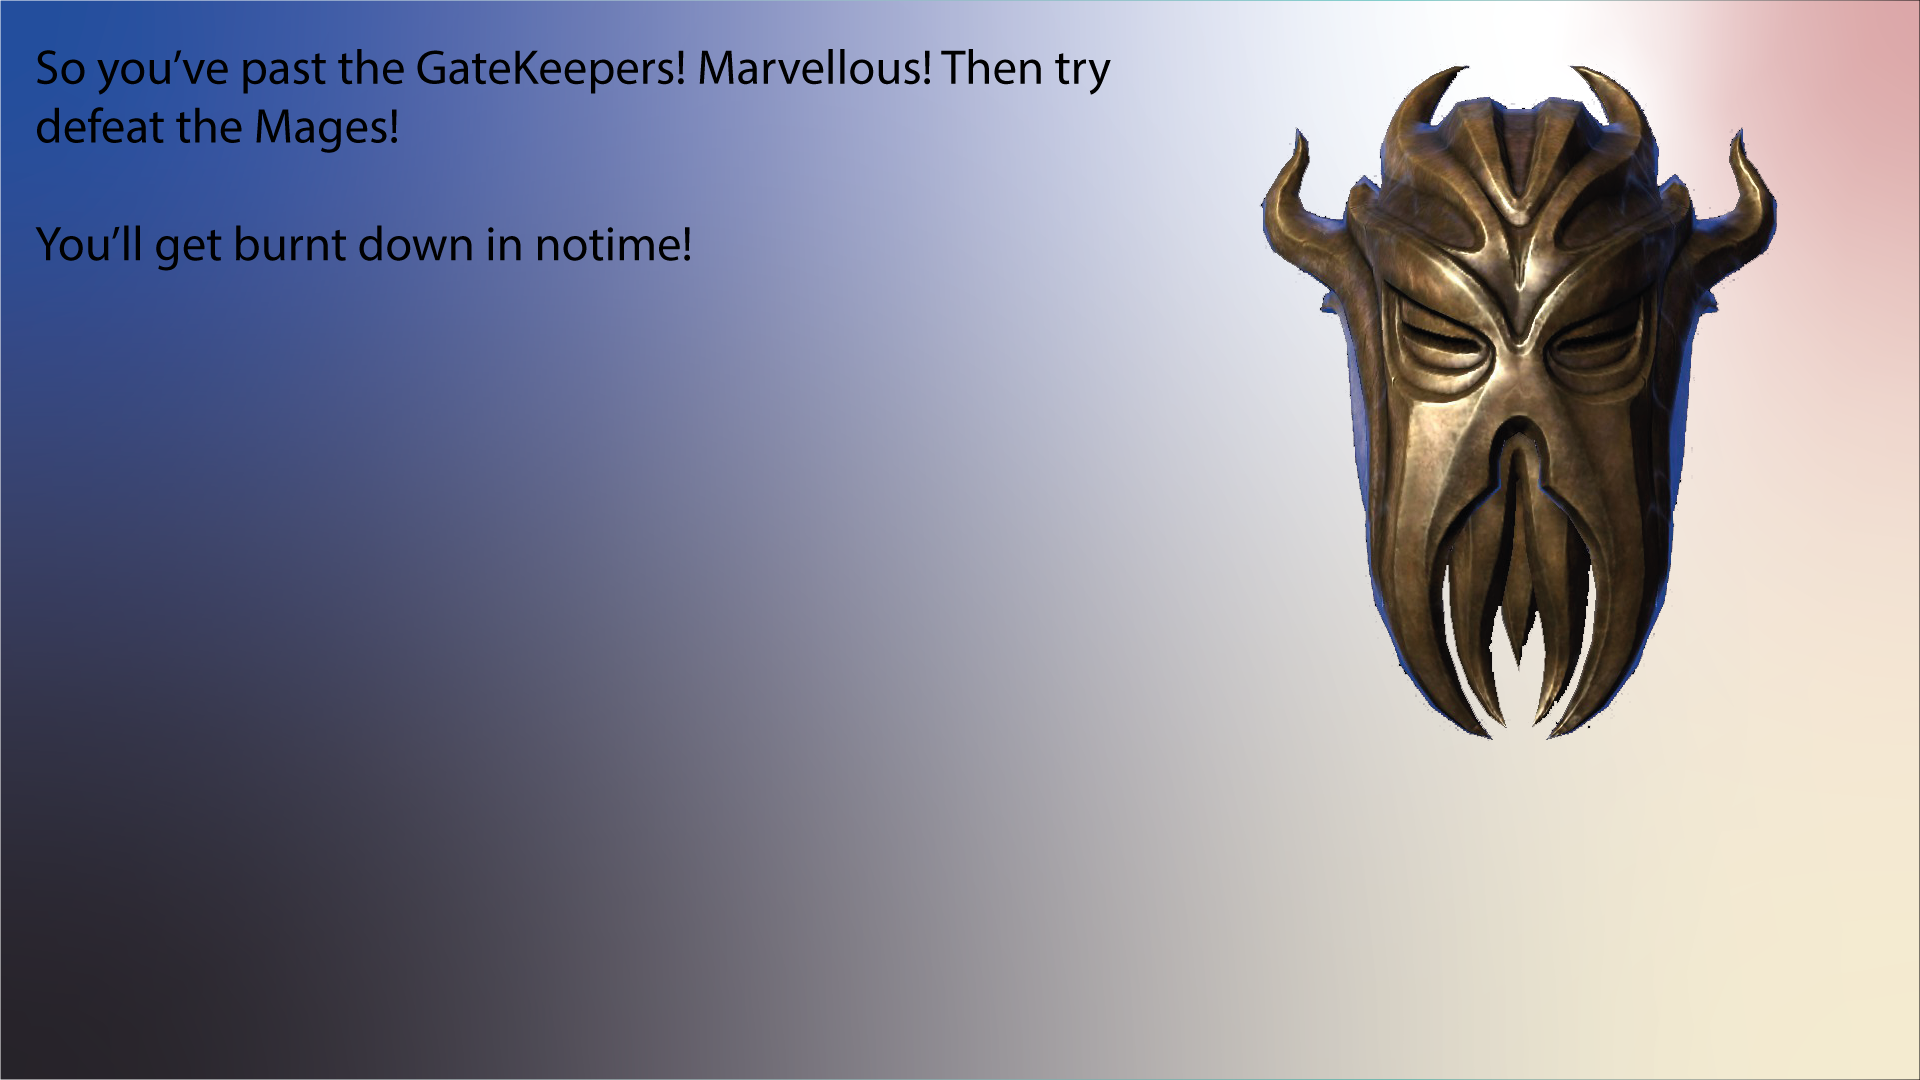 So you’ve past the GateKeepers! Marvellous! Then try
defeat the Mages!
You’ll get burnt down in notime!